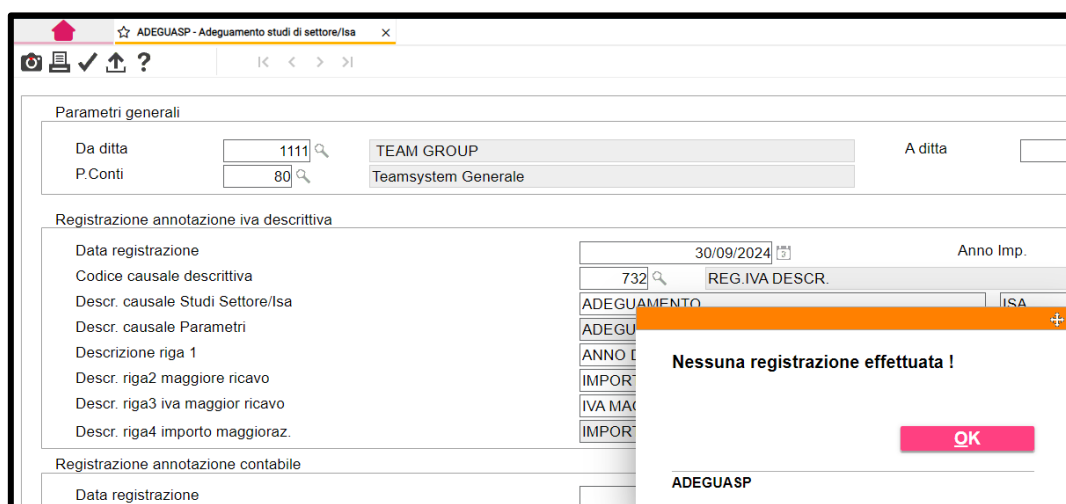 ADEGUASP - Adeguamento studi di settore/Isa
Parametri generali
Da ditta 1111 TEAM GROUP A ditta
P.Conti 80 Teamsystem Generale
Registrazione annotazione iva descrittiva
Data registrazione 30/09/2024 Anno Imp.
Codice causale descrittiva 732 REG.IVA DESCR.
Descr. causale Studi Settore/Isa ADEGUAMENTO ISA
Descr. causale Parametri ADEGU
Descrizione riga 1 ANNO D
Descr. riga2 maggiore ricavo IMPORT
Descr. riga3 iva maggior ricavo IVA MAG
Descr. riga4 importo maggioraz. IMPORT
Nessuna registrazione effettuata !
OK
ADEGUASP
Registrazione annotazione contabile
Data registrazione